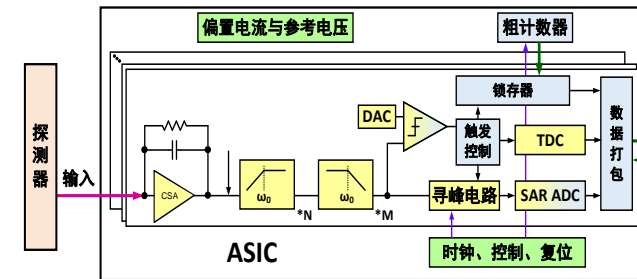 偏置电流与参考电压
粗计数器
探测器
输入
CSA
ω0
*N
ω0
*M
DAC
触发控制
锁存器
TDC
寻峰电路
SAR ADC
数据打包
时钟、控制、复位
ASIC